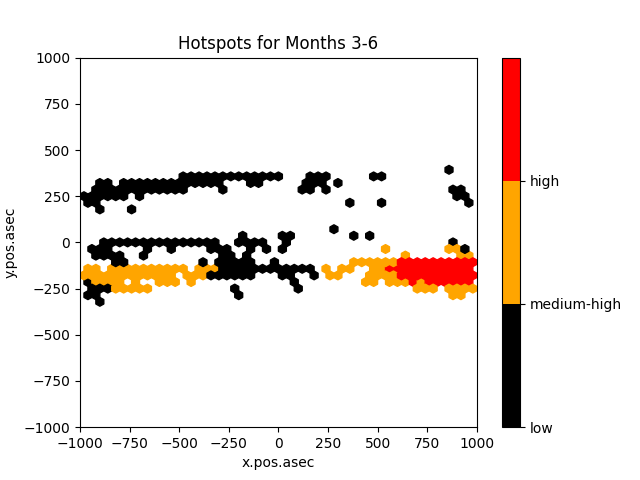 Hotspots for Months 3-6
1000
750
500
250
0
−250
−500
−750
−1000
y.pos.asec
−1000 −750 −500 −250 0 250 500 750 1000
x.pos.asec
high
medium-high
low